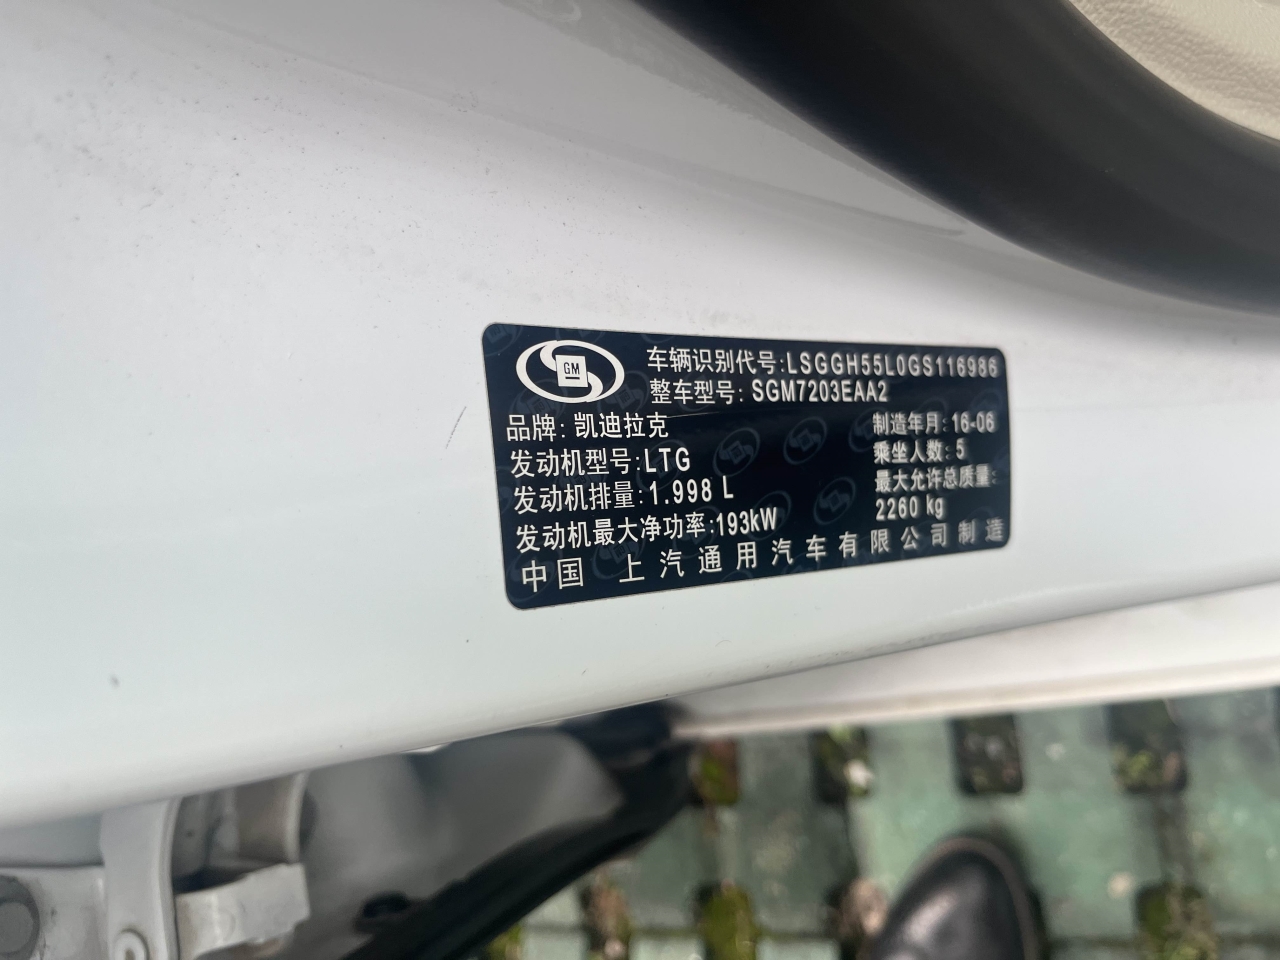 GM
车辆识别代号:LSGGH55L0GS116986
整车型号: SGM7203EAA2
品牌: 凯迪拉克
制造年月: 16-06
发动机型号:LTG
乘坐人数: 5
发动机排量:1.998 L
最大允许总质量:
2260 kg
发动机最大净功率:193kW
中国 上汽通用汽车有限公司制造